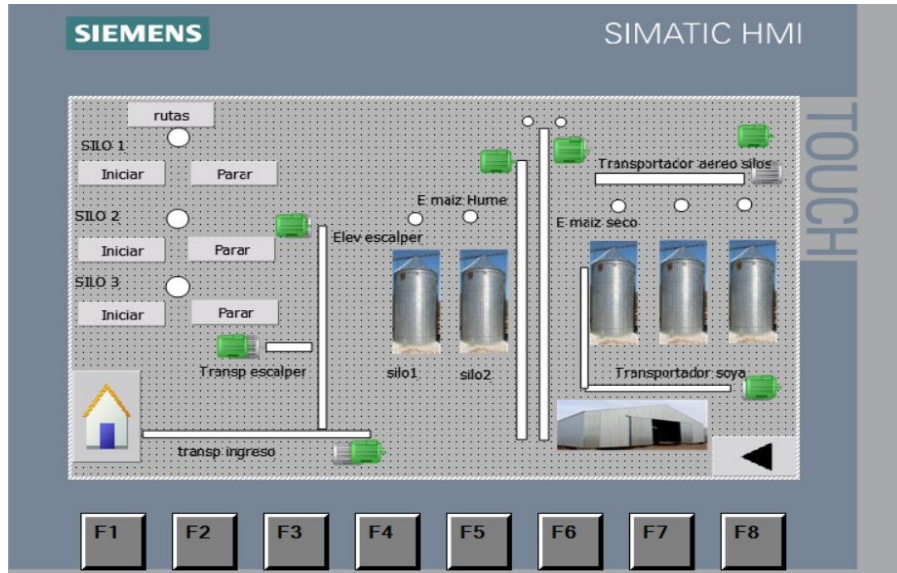 SIEMENS
SIMATIC HMI
TOUCH
rutas
SILO 1
Iniciar
Parar
Transportador aereo silos
E maiz Hume
SILO 2
Elev escalper
E maiz seco
Iniciar
Parar
SILO 3
Iniciar
Parar
Transp escalper
silo1
silo2
Transportador soya
transp ingreso
F1
F2
F3
F4
F5
F6
F7
F8